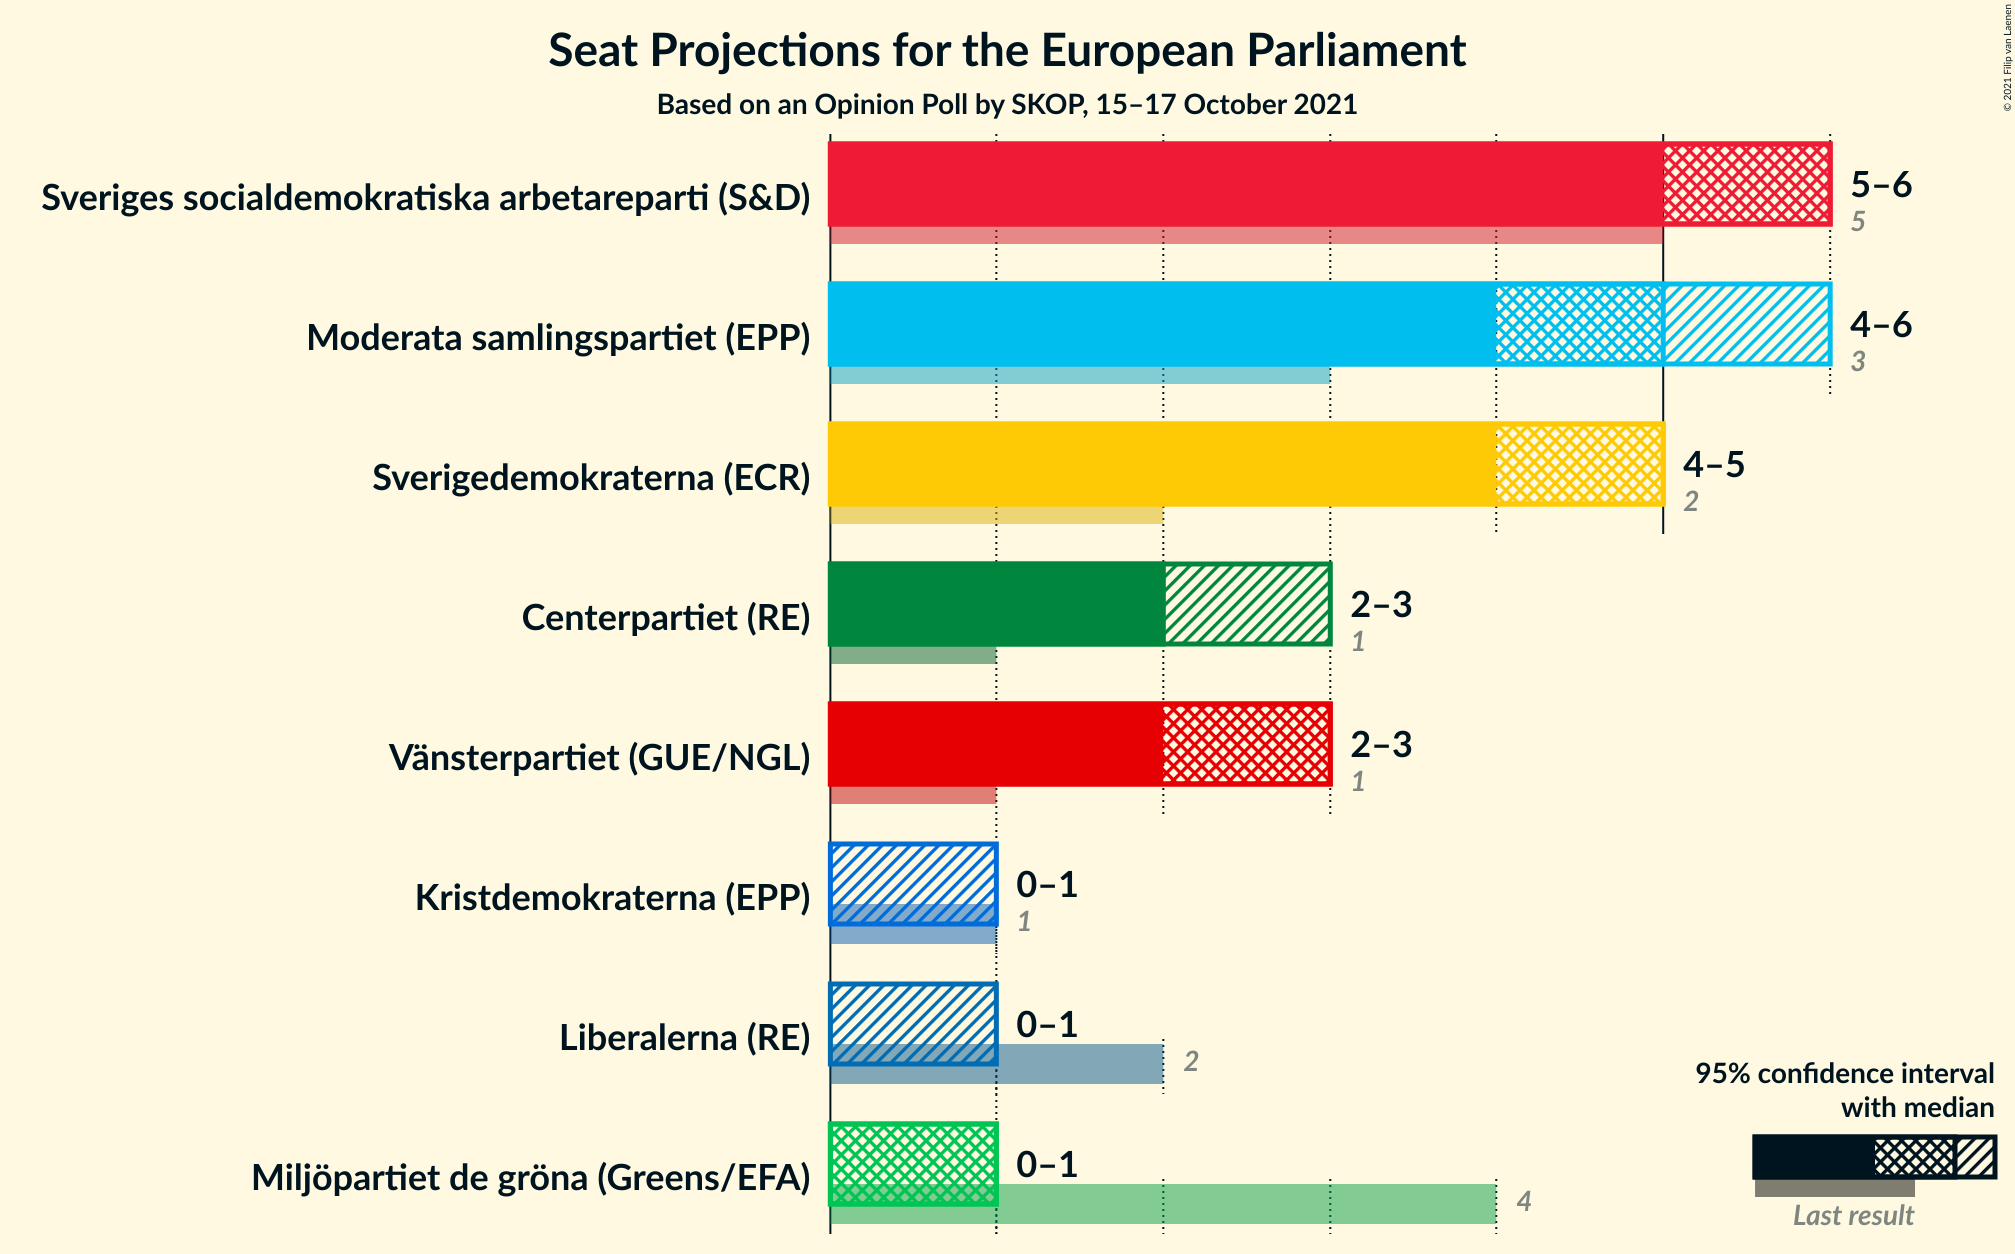 Seat Projections for the European Parliament
Based on an Opinion Poll by SKOP, 15–17 October 2021
© 2021 Filip van Laenen
Sveriges socialdemokratiska arbetareparti (S&D)
5–6
5
Moderata samlingspartiet (EPP)
4–6
3
Sverigedemokraterna (ECR)
4–5
2
Centerpartiet (RE)
2–3
1
Vänsterpartiet (GUE/NGL)
2–3
1
Kristdemokraterna (EPP)
0–1
1
Liberalerna (RE)
0–1
2
Miljöpartiet de gröna (Greens/EFA)
0–1
4
95% confidence interval
with median
Last result